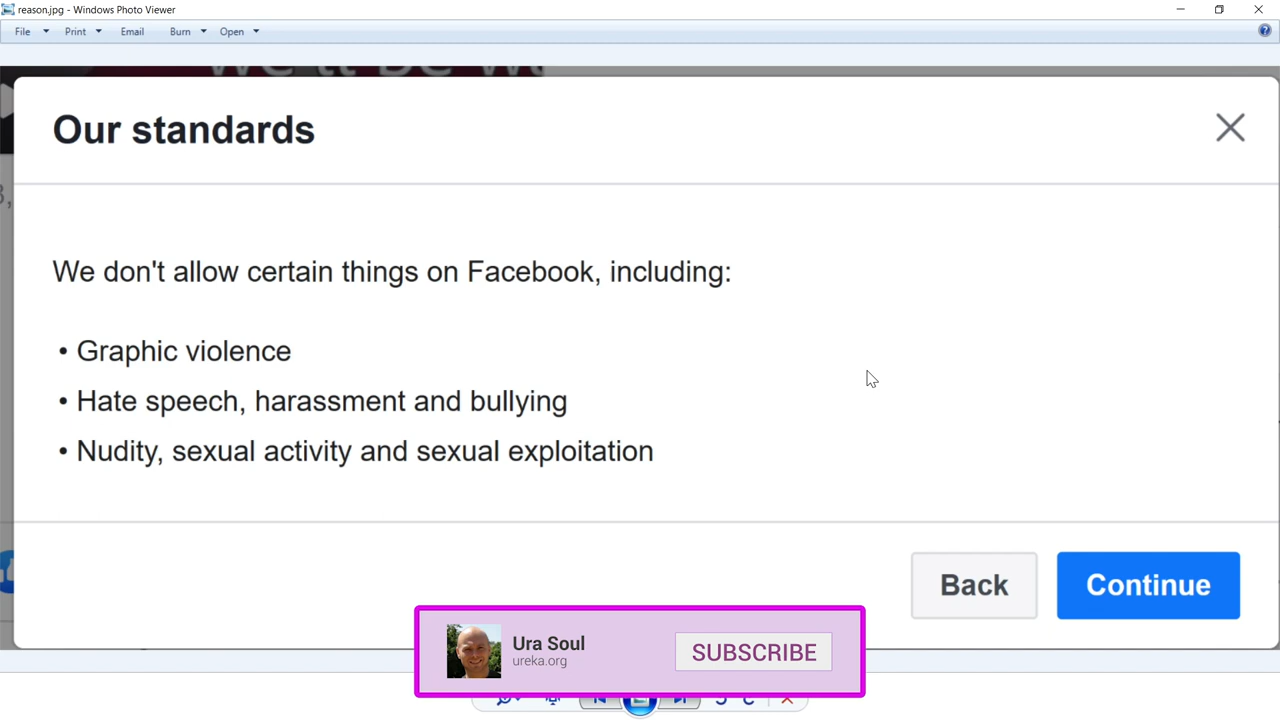 reason.jpg - Windows Photo Viewer
File Print Email Burn Open
Our standards
We don't allow certain things on Facebook, including:
• Graphic violence
• Hate speech, harassment and bullying
• Nudity, sexual activity and sexual exploitation
Back Continue
Ura Soul
ureka.org
SUBSCRIBE